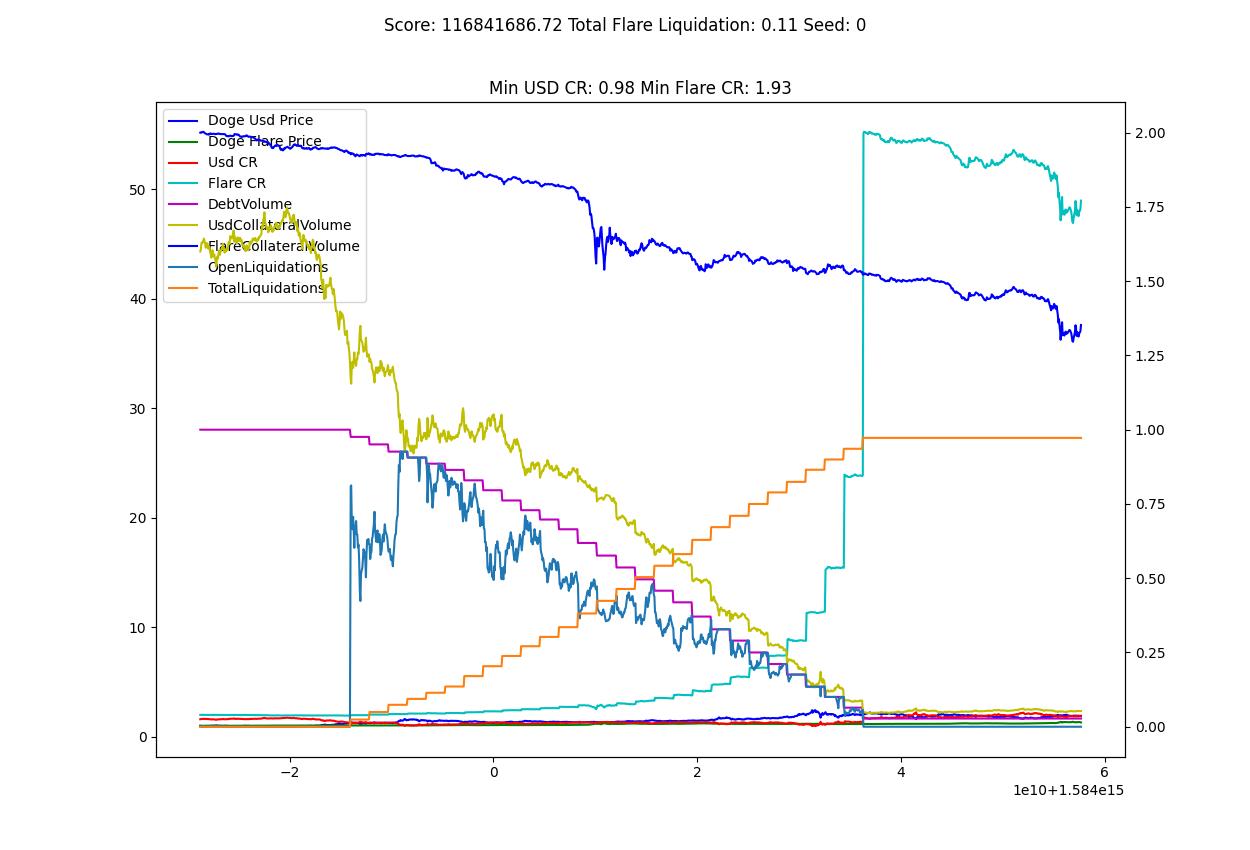 Score: 116841686.72 Total Flare Liquidation: 0.11 Seed: 0
Min USD CR: 0.98 Min Flare CR: 1.93
Doge Usd Price
Doge Flare Price
Usd CR
Flare CR
DebtVolume
UsdCollateralVolume
FlareCollateralVolume
OpenLiquidations
TotalLiquidations
50
40
30
20
10
0
2.00
1.75
1.50
1.25
1.00
0.75
0.50
0.25
0.00
−2 0 2 4 6
1e10+1.584e15